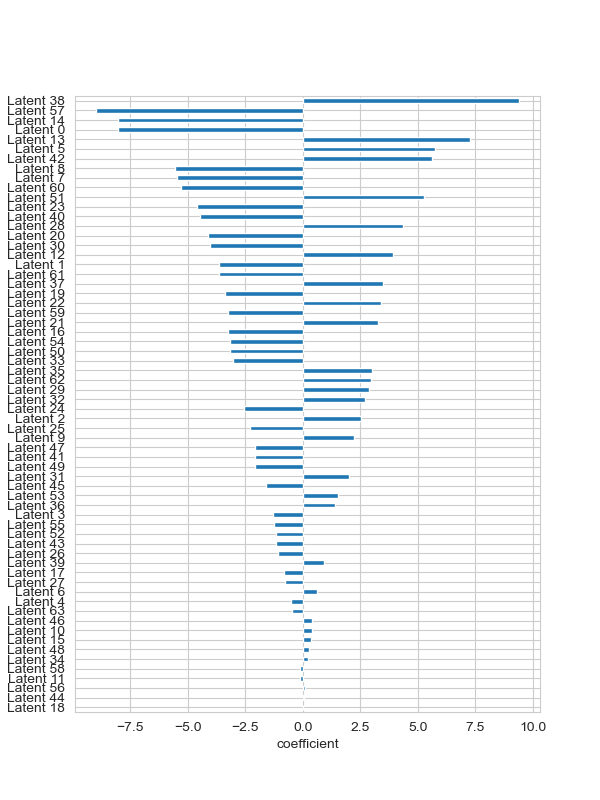 Latent 38
Latent 57
Latent 14
Latent 0
Latent 13
Latent 5
Latent 42
Latent 8
Latent 7
Latent 60
Latent 51
Latent 23
Latent 40
Latent 28
Latent 20
Latent 30
Latent 12
Latent 1
Latent 61
Latent 37
Latent 19
Latent 22
Latent 59
Latent 21
Latent 16
Latent 54
Latent 50
Latent 33
Latent 35
Latent 62
Latent 29
Latent 32
Latent 24
Latent 2
Latent 25
Latent 9
Latent 47
Latent 41
Latent 49
Latent 31
Latent 45
Latent 53
Latent 36
Latent 3
Latent 55
Latent 52
Latent 43
Latent 26
Latent 39
Latent 17
Latent 27
Latent 6
Latent 4
Latent 63
Latent 46
Latent 10
Latent 15
Latent 48
Latent 34
Latent 58
Latent 11
Latent 56
Latent 44
Latent 18
−7.5 −5.0 −2.5 0.0 2.5 5.0 7.5 10.0
coefficient